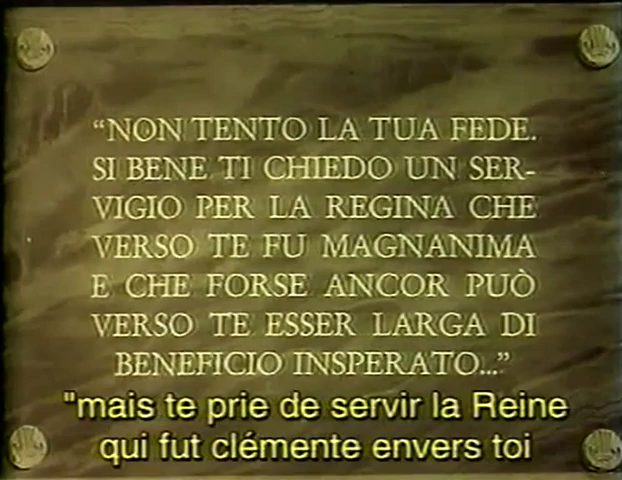 “NON TENTO LA TUA FEDE.
SI BENE TI CHIEDO UN SER-
VIGIO PER LA REGINA CHE
VERSO TE FU MAGNANIMA
E CHE FORSE ANCOR PUÒ
VERSO TE ESSER LARGA DI
BENEFICIO INSPERATO...”
"mais te prie de servir la Reine
qui fut clémente envers toi